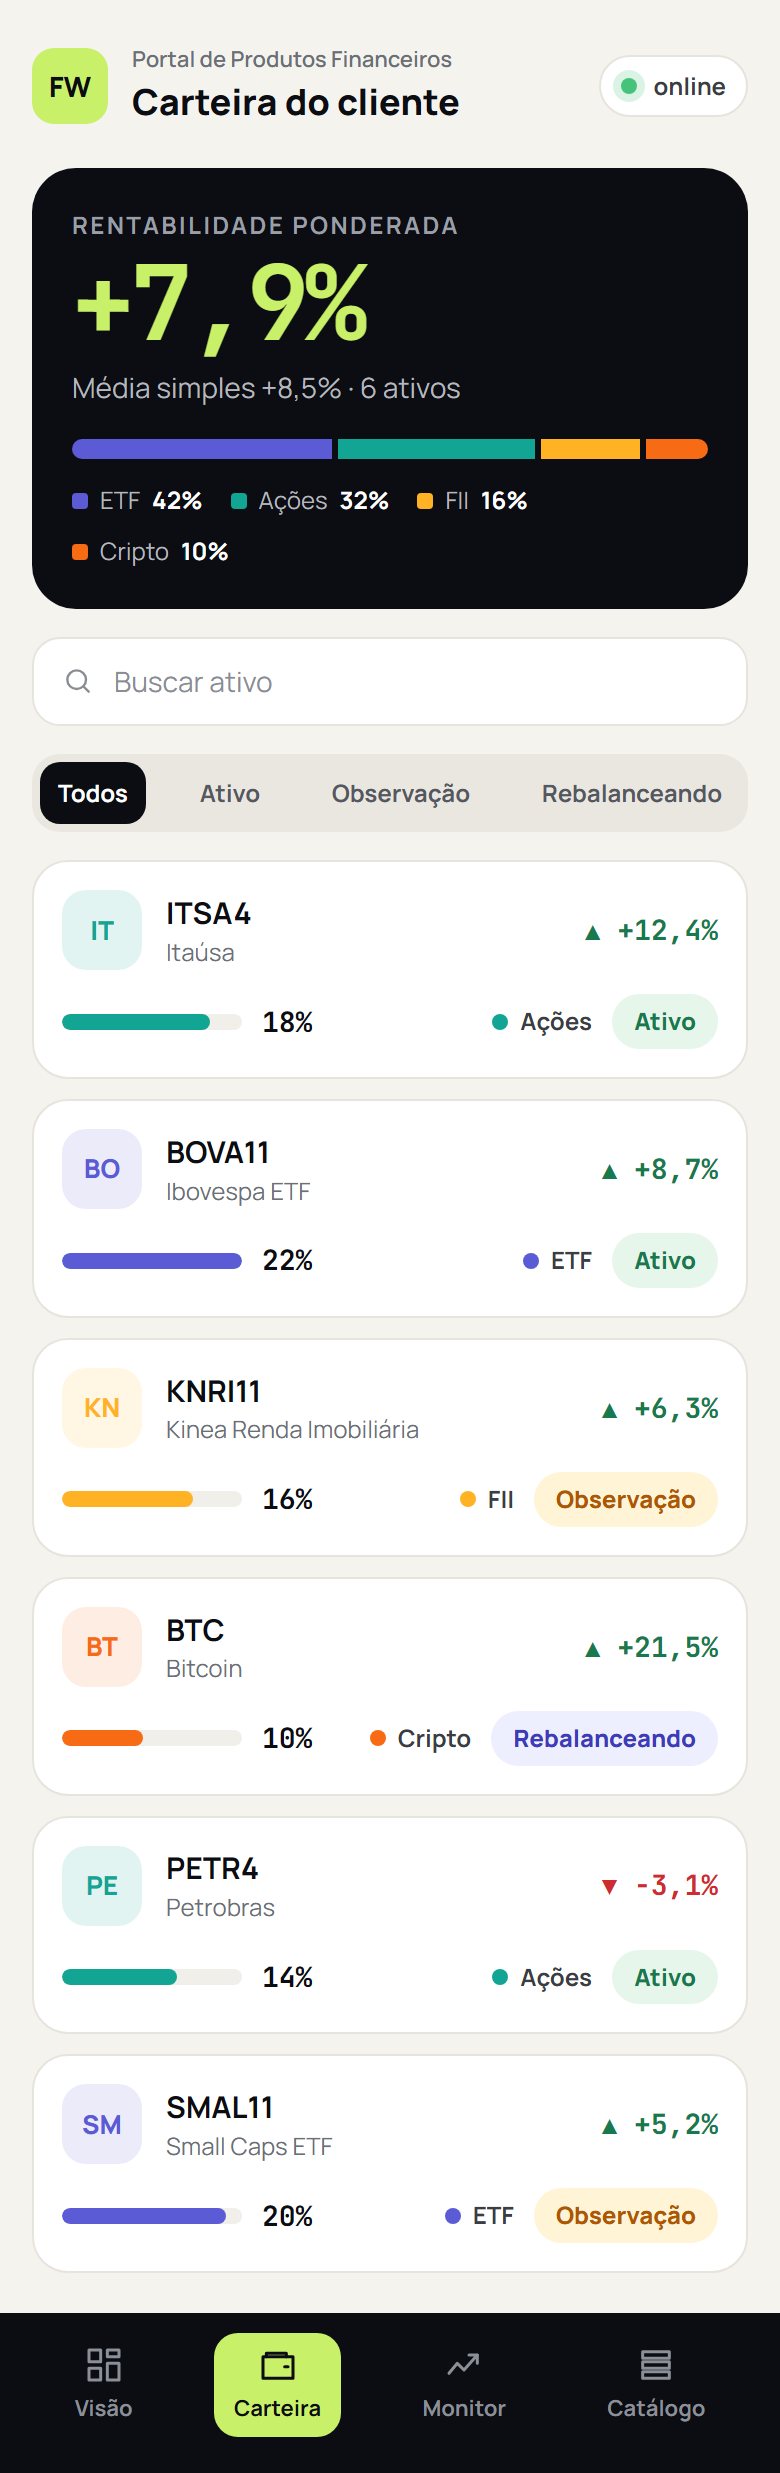 FW
Portal de Produtos Financeiros
Carteira do cliente
online
RENTABILIDADE PONDERADA
+7,9%
Média simples +8,5% · 6 ativos
ETF 42% Ações 32% FII 16%
Cripto 10%
Buscar ativo
Todos Ativo Observação Rebalanceando
IT
ITSA4
Itaúsa
▲ +12,4%
18% Ações Ativo
BO
BOVA11
Ibovespa ETF
▲ +8,7%
22% ETF Ativo
KN
KNRI11
Kinea Renda Imobiliária
▲ +6,3%
16% FII Observação
BT
BTC
Bitcoin
▲ +21,5%
10% Cripto Rebalanceando
PE
PETR4
Petrobras
▼ -3,1%
14% Ações Ativo
SM
SMAL11
Small Caps ETF
▲ +5,2%
20% ETF Observação
Visão Carteira Monitor Catálogo